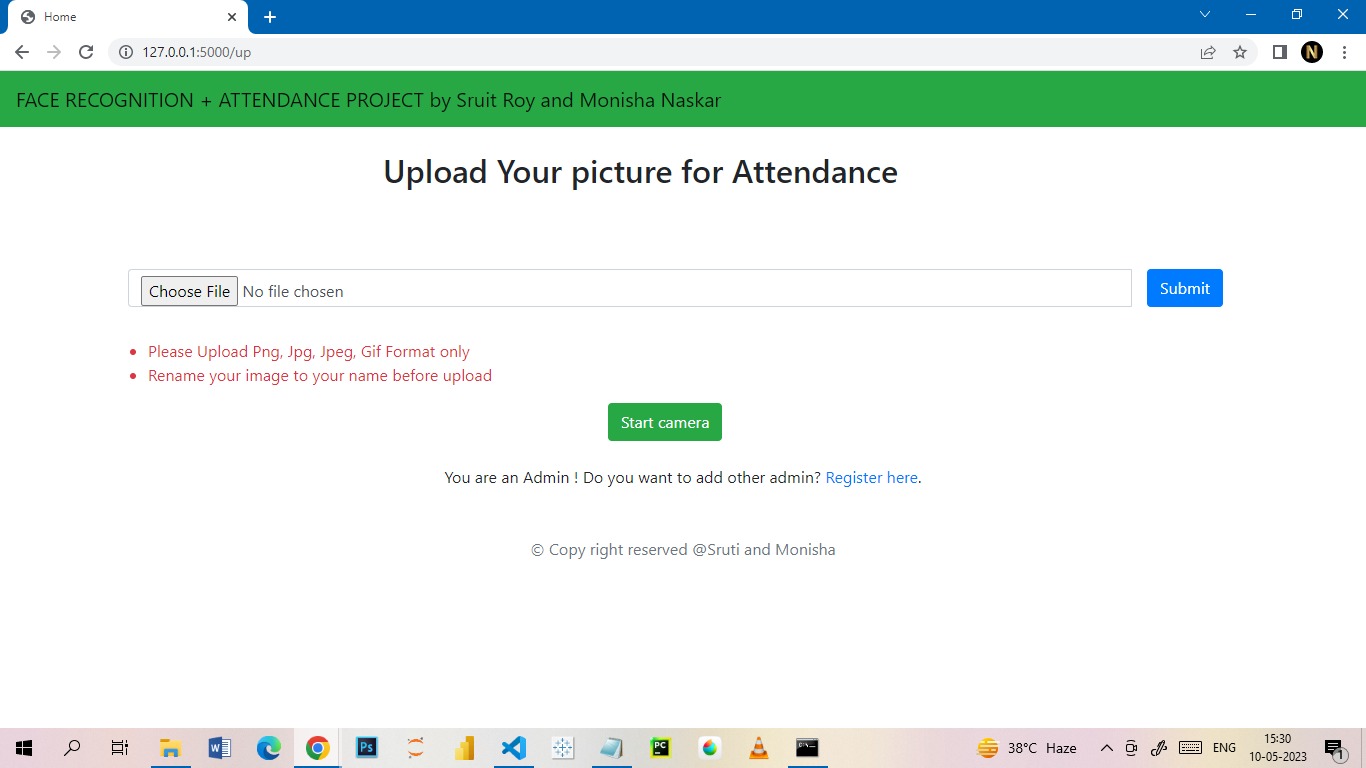 Home
127.0.0.1:5000/up
N
FACE RECOGNITION + ATTENDANCE PROJECT by Sruit Roy and Monisha Naskar
Upload Your picture for Attendance
Choose File No file chosen
Submit
Please Upload Png, Jpg, Jpeg, Gif Format only
Rename your image to your name before upload
Start camera
You are an Admin ! Do you want to add other admin? Register here.
© Copy right reserved @Sruti and Monisha
W
Ps
PC
38°C Haze
ENG
15:30
10-05-2023
1